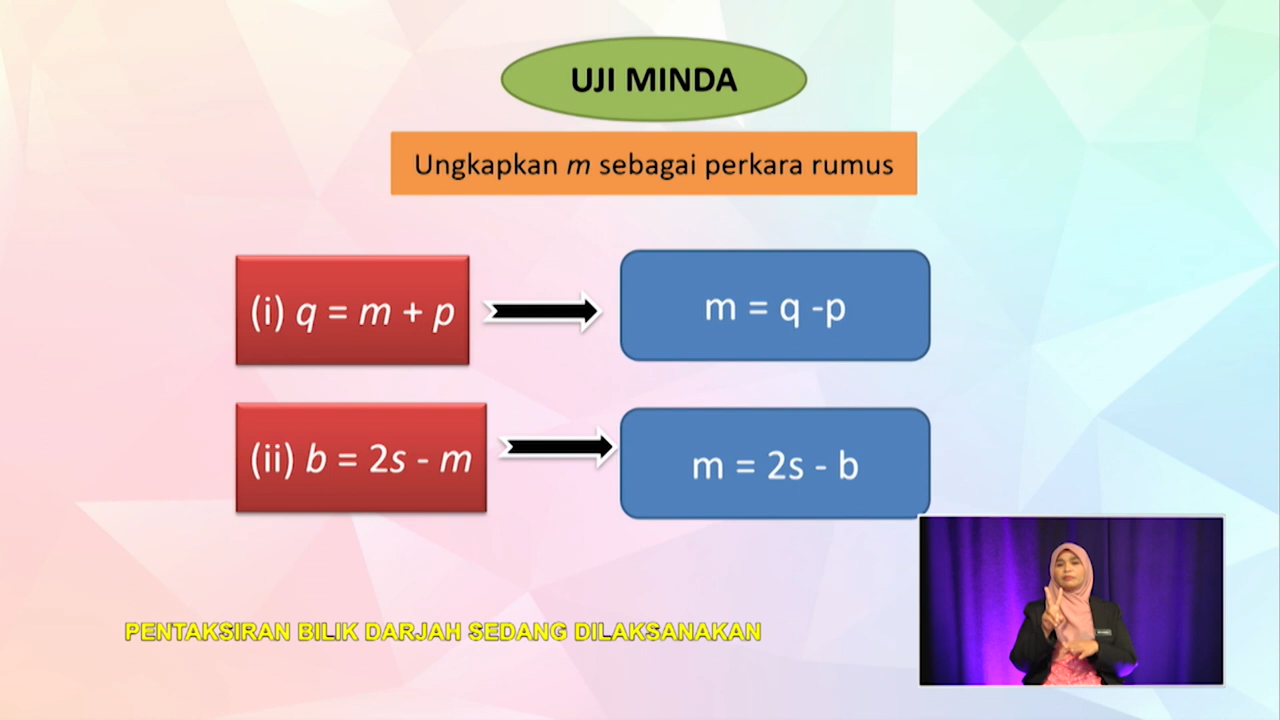 UJI MINDA
Ungkapkan m sebagai perkara rumus
(i) q = m + p
m = q -p
(ii) b = 2s - m
m = 2s - b
PENTAKSIRAN BILIK DARJAH SEDANG DILAKSANAKAN